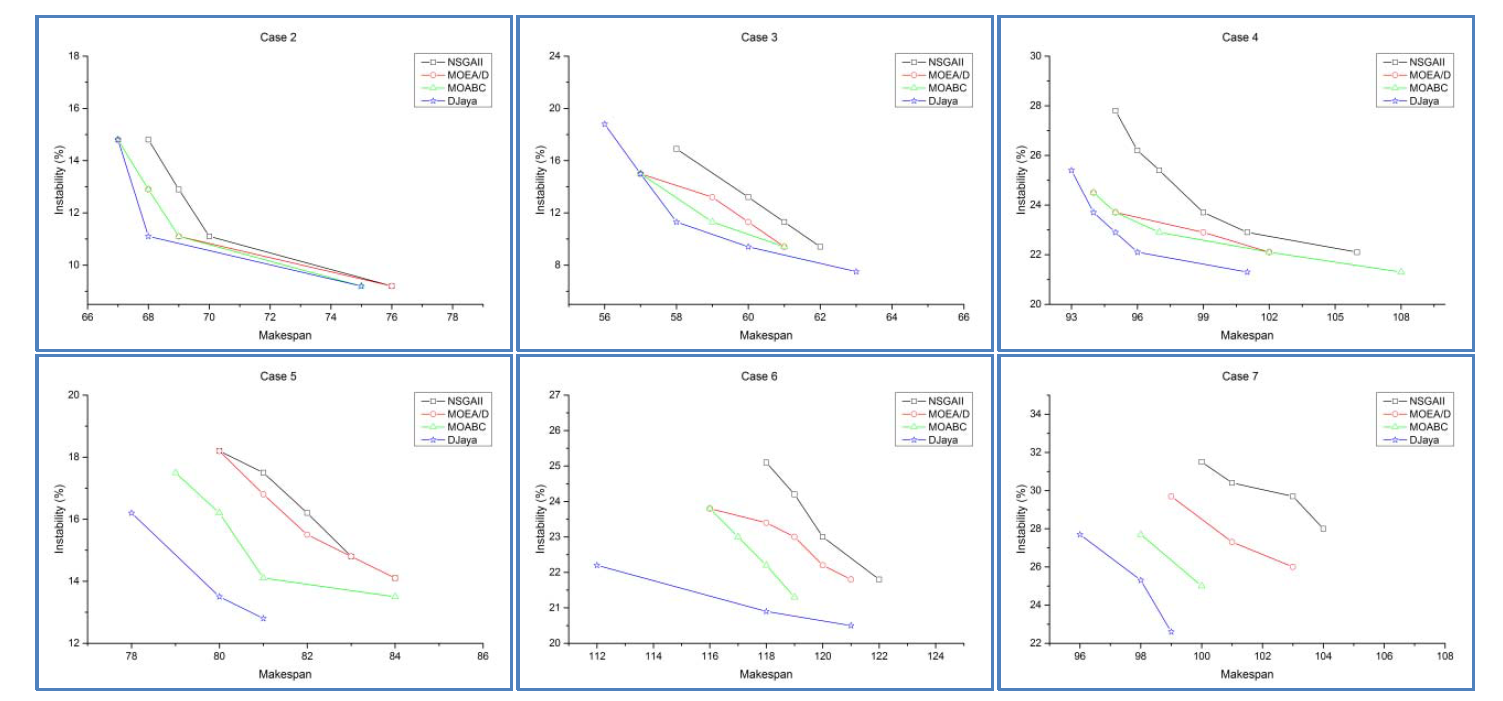 Case 2
18
16
14
12
10
Instability (%)
66 68 70 72 74 76 78
Makespan
NSGAII
MOEA/D
MOABC
DJaya
Case 3
24
20
16
12
8
Instability (%)
56 58 60 62 64 66
Makespan
NSGAII
MOEA/D
MOABC
DJaya
Case 4
30
28
26
24
22
20
Instability (%)
93 96 99 102 105 108
Makespan
NSGAII
MOEA/D
MOABC
DJaya
Case 5
20
18
16
14
12
Instability (%)
78 80 82 84 86
Makespan
NSGAII
MOEA/D
MOABC
DJaya
Case 6
27
26
25
24
23
22
21
20
Instability (%)
112 114 116 118 120 122 124
Makespan
NSGAII
MOEA/D
MOABC
DJaya
Case 7
34
32
30
28
26
24
22
Instability (%)
96 98 100 102 104 106 108
Makespan
NSGAII
MOEA/D
MOABC
DJaya